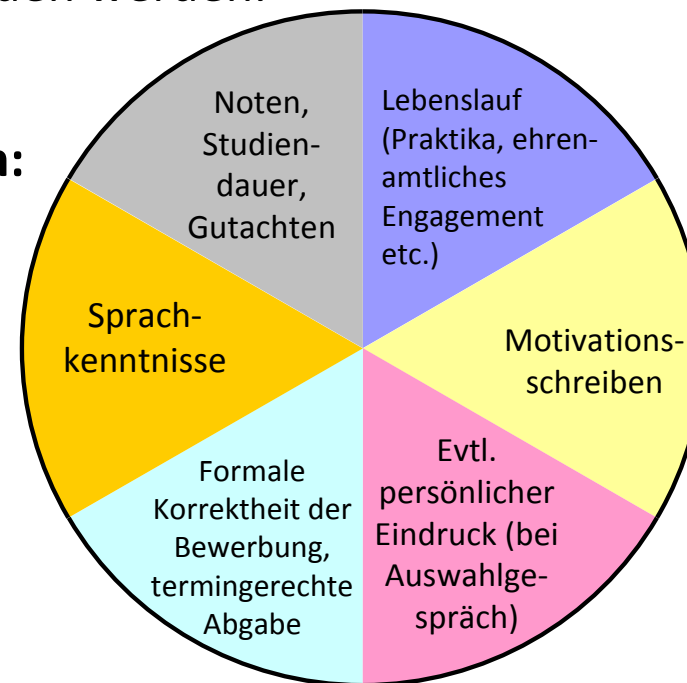 werden.
n:
Noten,
Studien-
dauer,
Gutachten
Lebenslauf
(Praktika, ehren-
amtliches
Engagement
etc.)
Motivations-
schreiben
Evtl.
persönlicher
Eindruck (bei
Auswahlge-
spräch)
Formale
Korrektheit der
Bewerbung,
termingerechte
Abgabe
Sprach-
kenntnisse